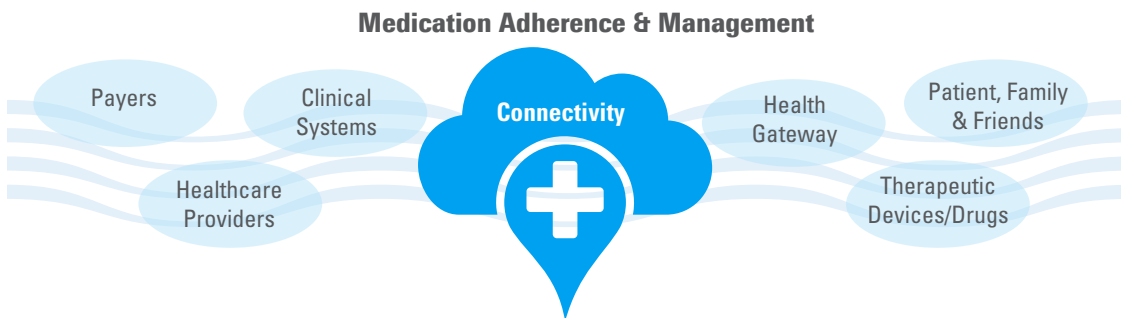 Medication Adherence & Management
Payers
Clinical
Systems
Healthcare
Providers
Connectivity
Health
Gateway
Patient, Family
& Friends
Therapeutic
Devices/Drugs